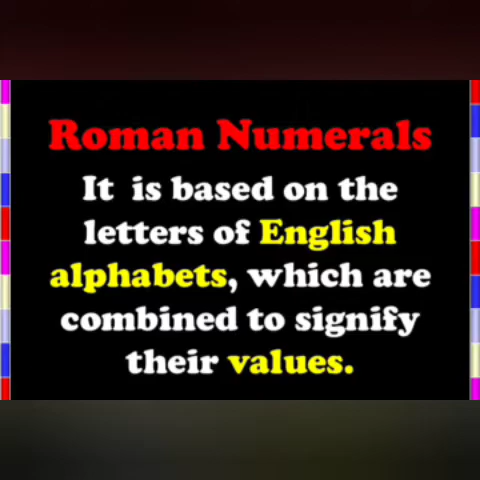 Roman Numerals
It is based on the
letters of English
alphabets, which are
combined to signify
their values.